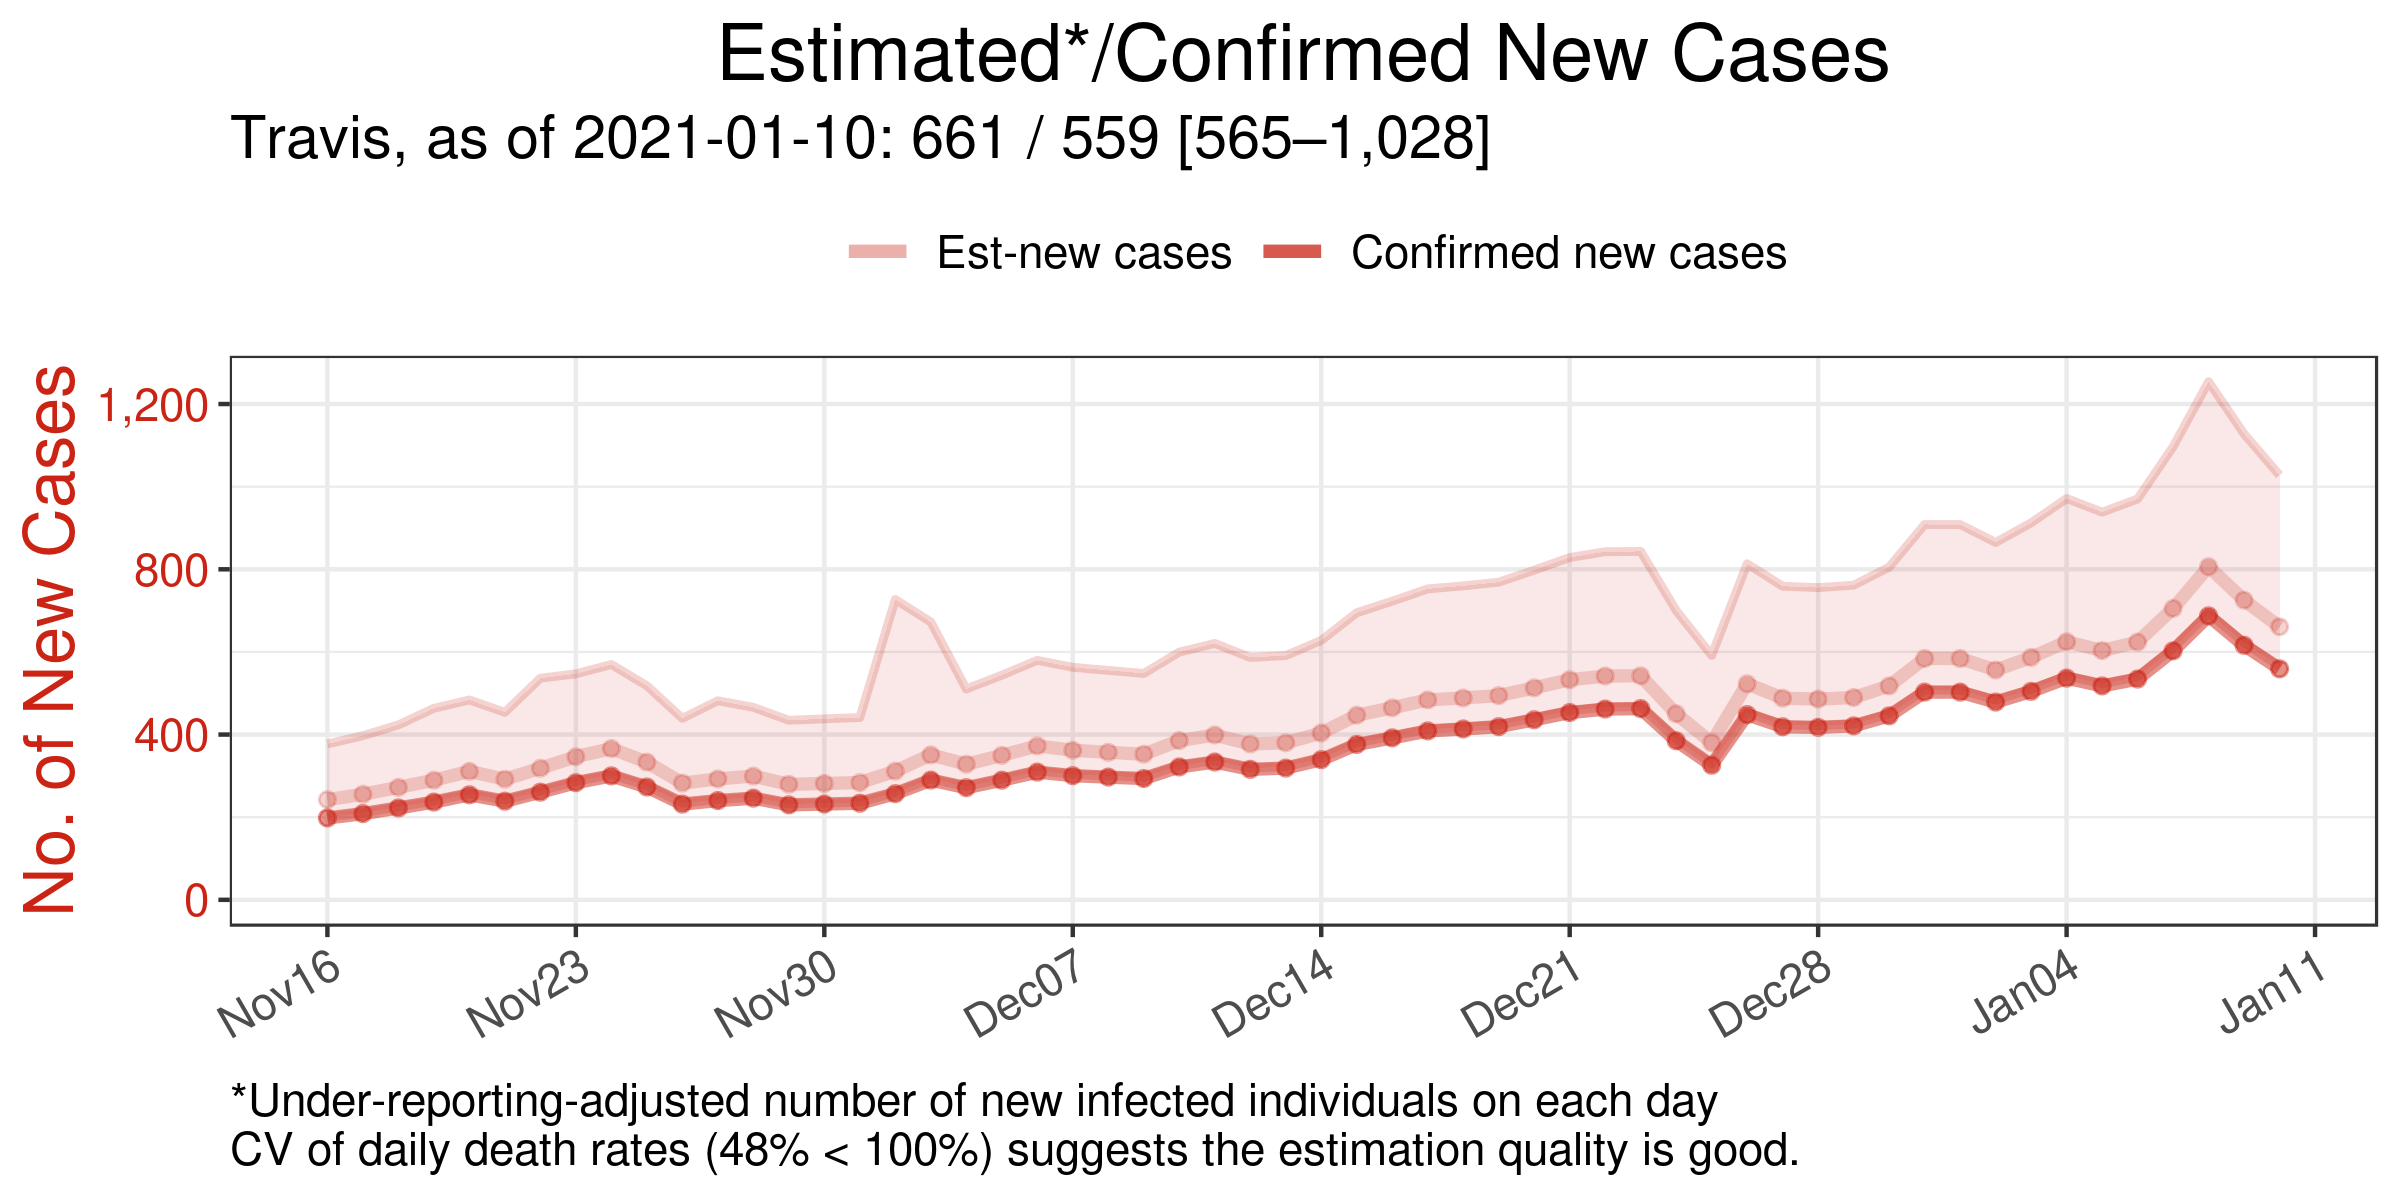 Estimated*/Confirmed New Cases
Travis, as of 2021-01-10: 661 / 559 [565–1,028]
Est-new cases Confirmed new cases
No. of New Cases
1,200
800
400
0
Nov16 Nov23 Nov30 Dec07 Dec14 Dec21 Dec28 Jan04 Jan11
*Under-reporting-adjusted number of new infected individuals on each day
CV of daily death rates (48% < 100%) suggests the estimation quality is good.